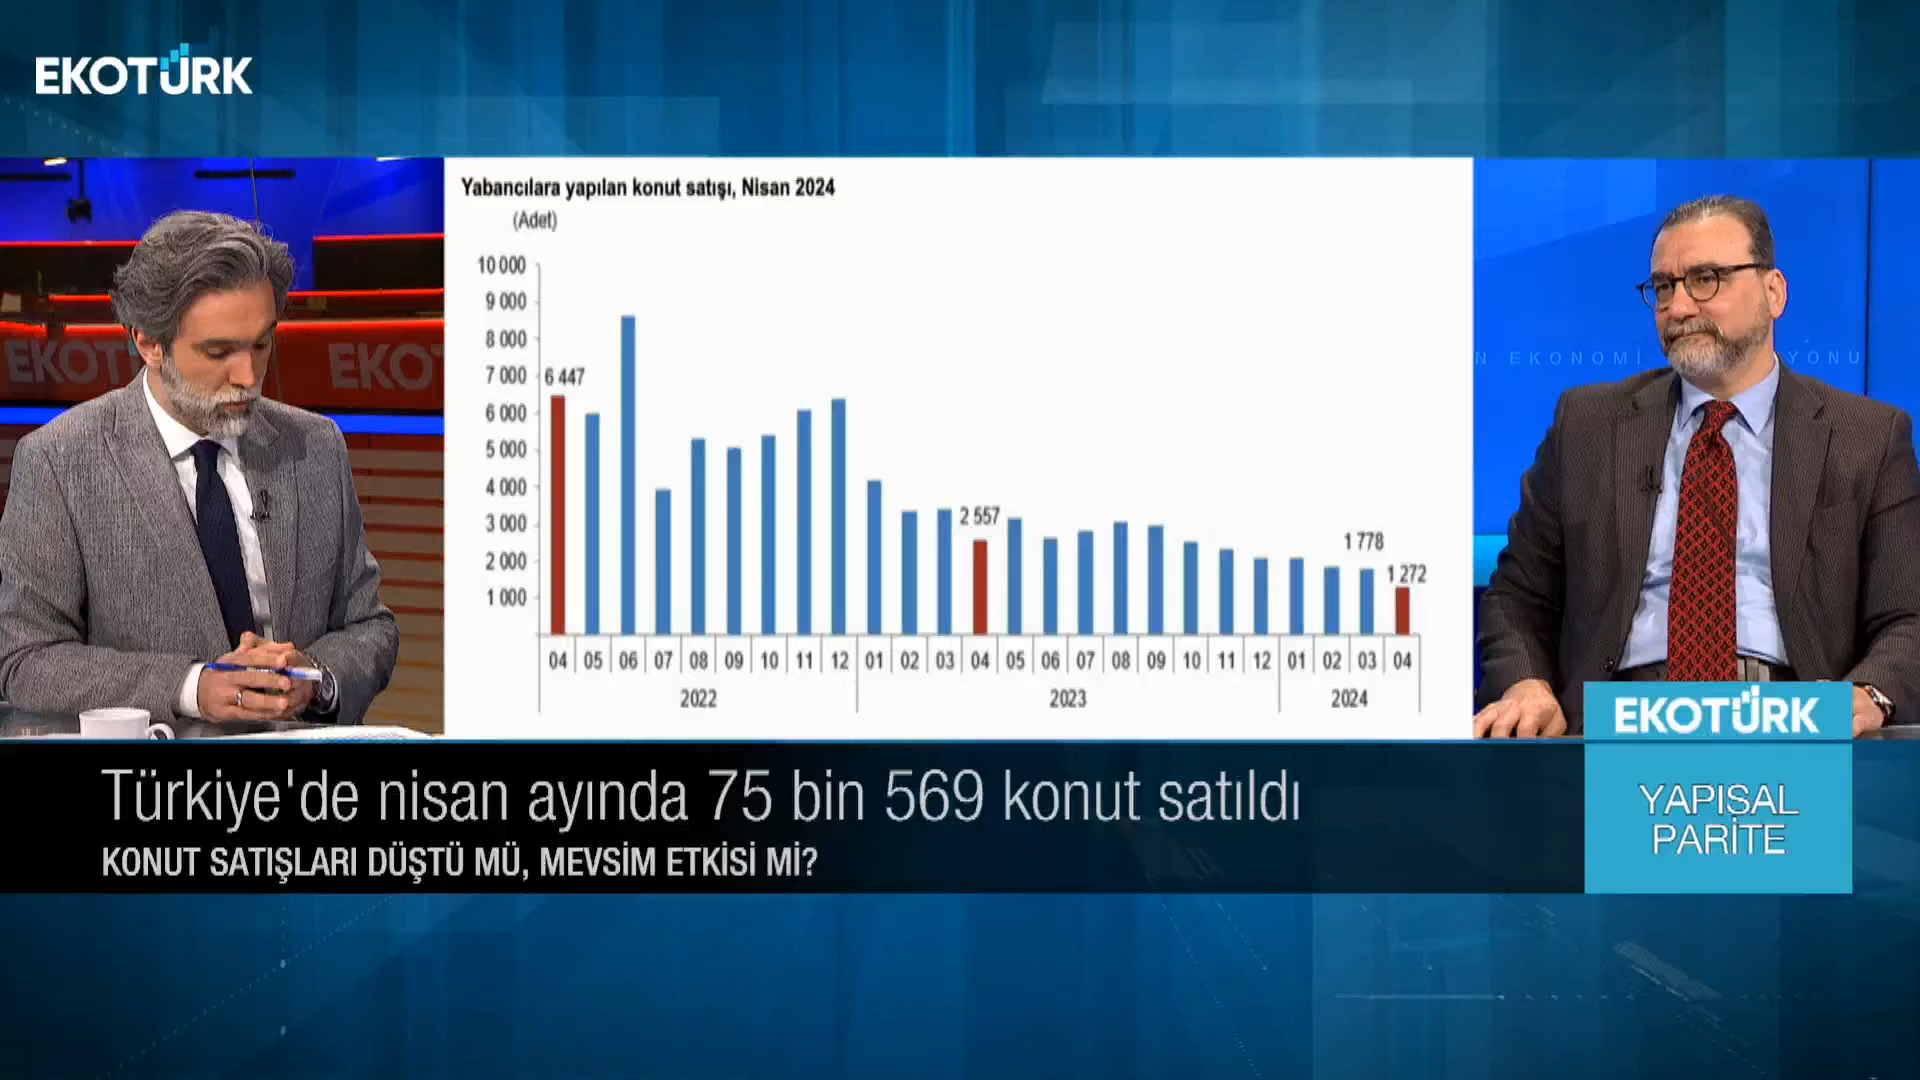 EKOTÜRK
Yabancılara yapılan konut satışı, Nisan 2024
(Adet)
10 000
9 000
8 000
7 000
6 000
5 000
4 000
3 000
2 000
1 000
6 447
2 557
1 778
1 272
04 05 06 07 08 09 10 11 12 01 02 03 04 05 06 07 08 09 10 11 12 01 02 03 04
2022 2023 2024
EKOT
EKO
N EKONOMİ YONU
EKOTÜRK
YAPISAL
PARİTE
Türkiye'de nisan ayında 75 bin 569 konut satıldı
KONUT SATIŞLARI DÜŞTÜ MÜ, MEVSİM ETKİSİ Mİ?